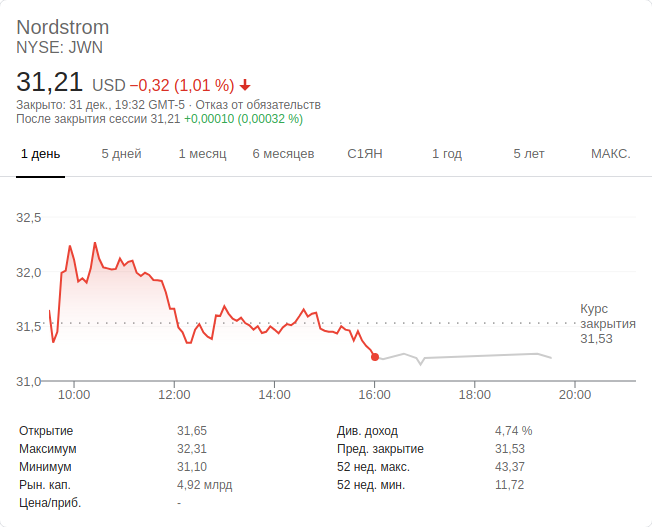 Nordstrom
NYSE: JWN
31,21 USD −0,32 (1,01 %)
Закрыто: 31 дек., 19:32 GMT-5 · Отказ от обязательств
После закрытия сессии 31,21 +0,00010 (0,00032 %)
1 день 5 дней 1 месяц 6 месяцев С1ЯН 1 год 5 лет МАКС.
32,5
32,0
31,5
31,0
Курс
закрытия
31,53
10:00 12:00 14:00 16:00 18:00 20:00
Открытие 31,65 Див. доход 4,74 %
Максимум 32,31 Пред. закрытие 31,53
Минимум 31,10 52 нед. макс. 43,37
Рын. кап. 4,92 млрд 52 нед. мин. 11,72
Цена/приб. -